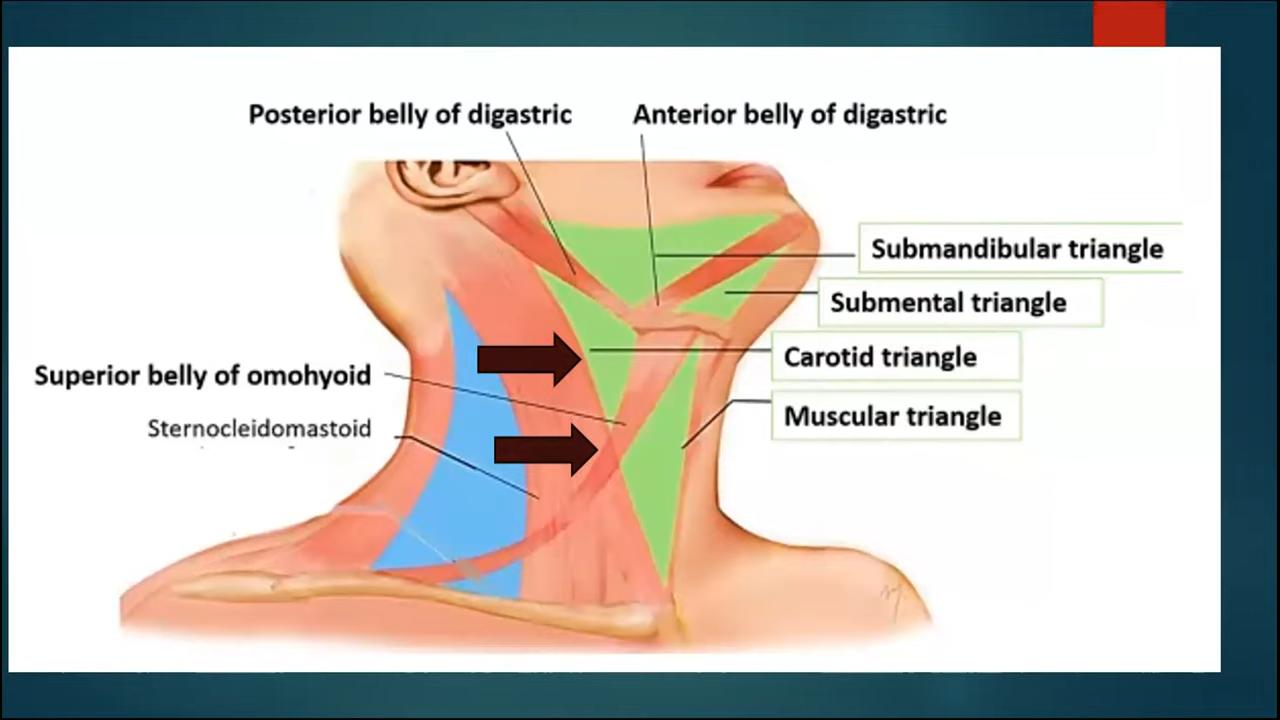 Posterior belly of digastric
Anterior belly of digastric
Submandibular triangle
Submental triangle
Carotid triangle
Superior belly of omohyoid
Muscular triangle
Sternocleidomastoid